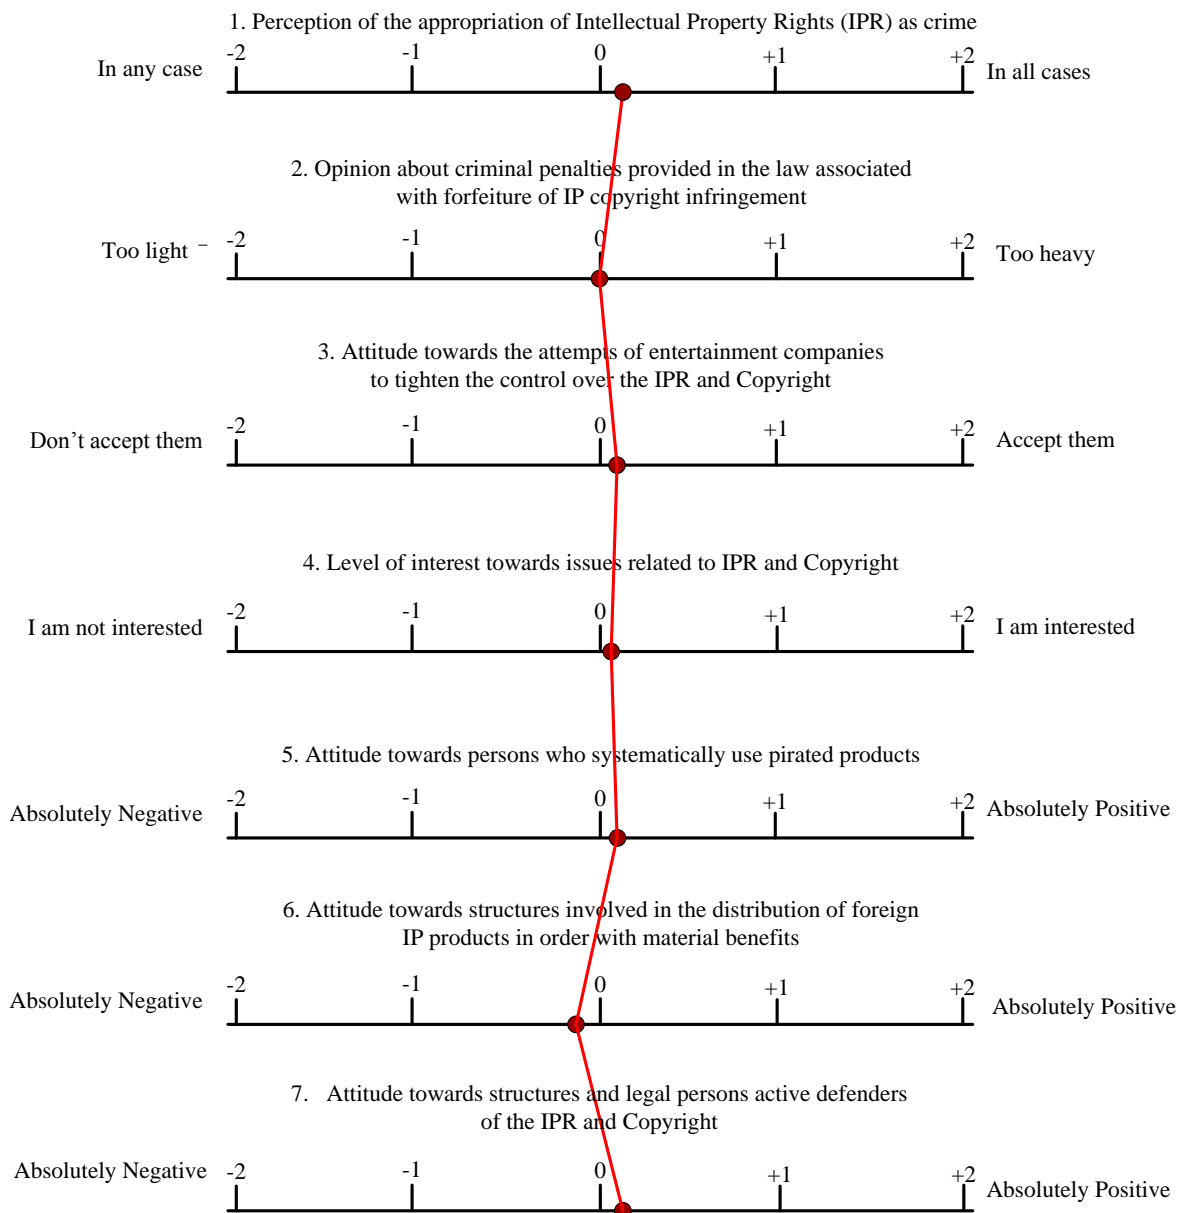 1. Perception of the appropriation of Intellectual Property Rights (IPR) as crime
In any case -2 -1 0 +1 +2 In all cases
2. Opinion about criminal penalties provided in the law associated
with forfeiture of IP copyright infringement
Too light – -2 -1 0 +1 +2 Too heavy
3. Attitude towards the attempts of entertainment companies
to tighten the control over the IPR and Copyright
Don't accept them -2 -1 0 +1 +2 Accept them
4. Level of interest towards issues related to IPR and Copyright
I am not interested -2 -1 0 +1 +2 I am interested
5. Attitude towards persons who systematically use pirated products
Absolutely Negative -2 -1 0 +1 +2 Absolutely Positive
6. Attitude towards structures involved in the distribution of foreign
IP products in order with material benefits
Absolutely Negative -2 -1 0 +1 +2 Absolutely Positive
7. Attitude towards structures and legal persons active defenders
of the IPR and Copyright
Absolutely Negative -2 -1 0 +1 +2 Absolutely Positive